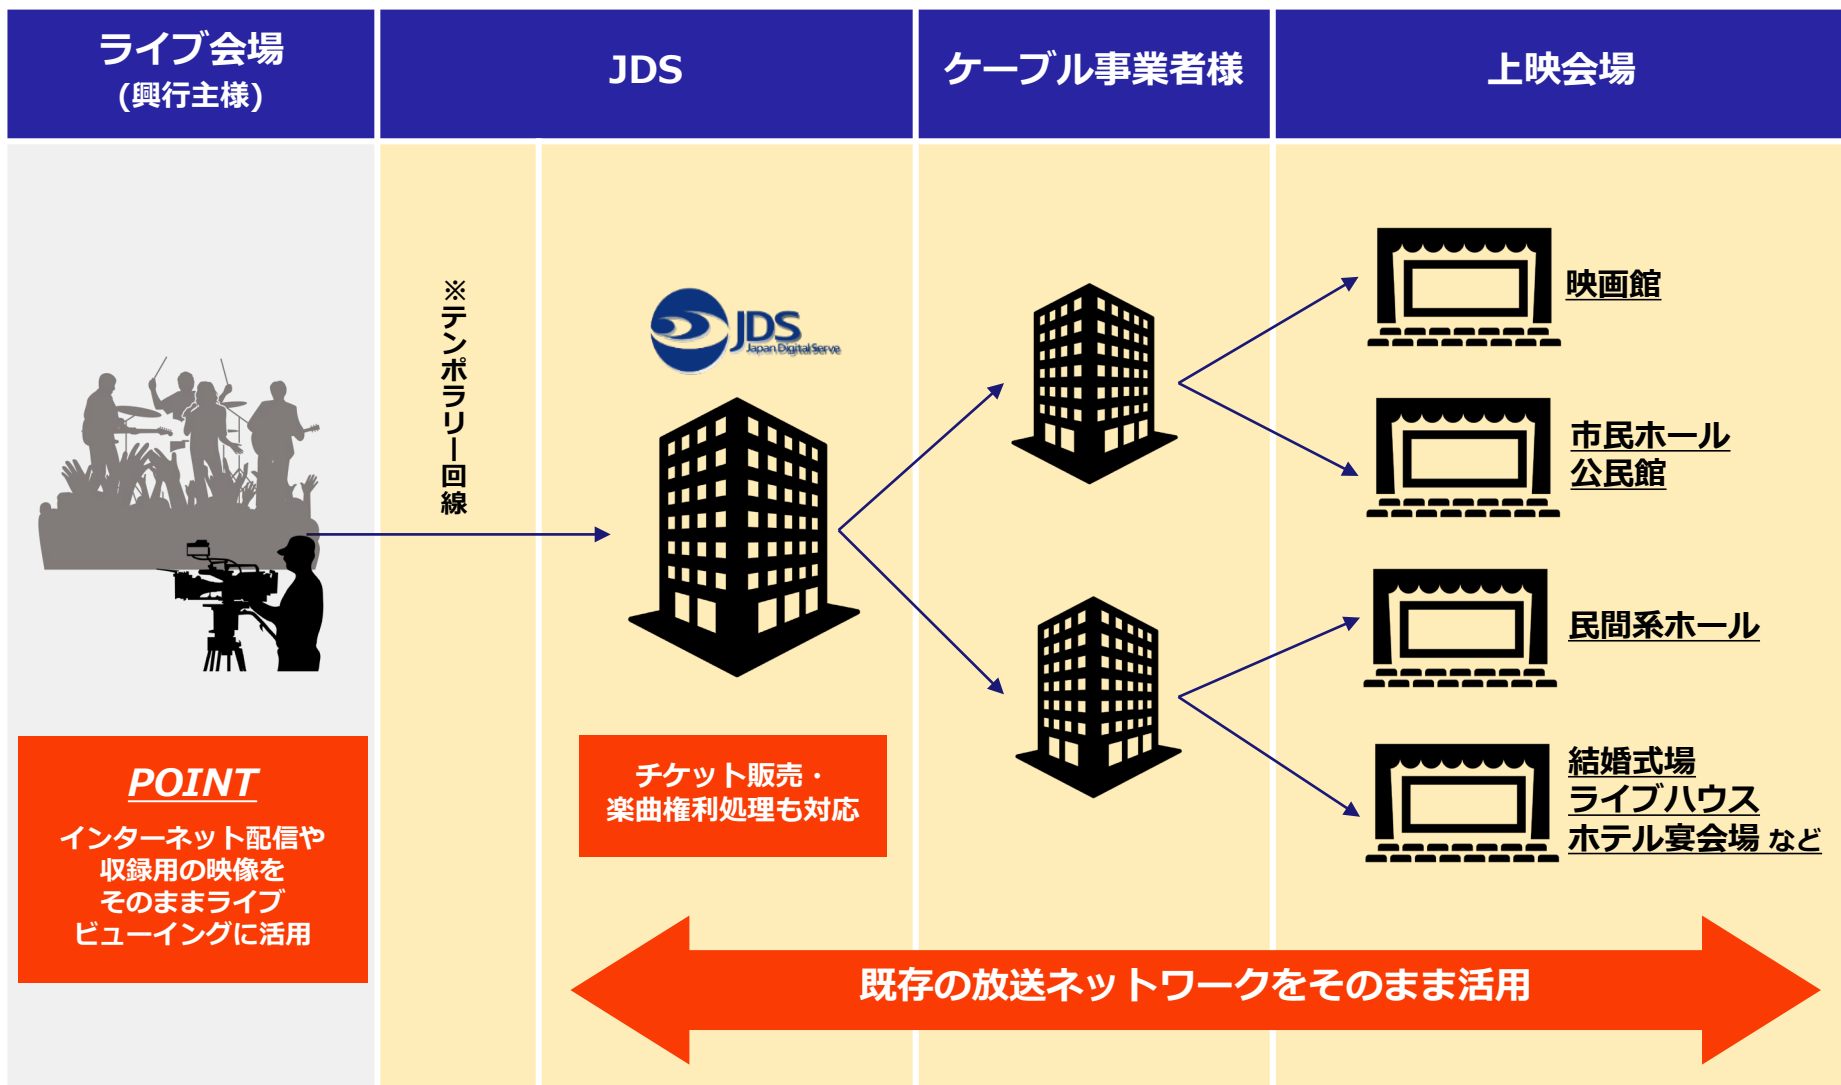 ライブ会場
(興行主様)
JDS
ケーブル事業者様
上映会場
※テンポラリー回線
JDS
Japan Digital Serve
映画館
市民ホール
公民館
民間系ホール
結婚式場
ライブハウス
ホテル宴会場 など
POINT
インターネット配信や
収録用の映像を
そのままライブ
ビューイングに活用
チケット販売・
楽曲権利処理も対応
既存の放送ネットワークをそのまま活用